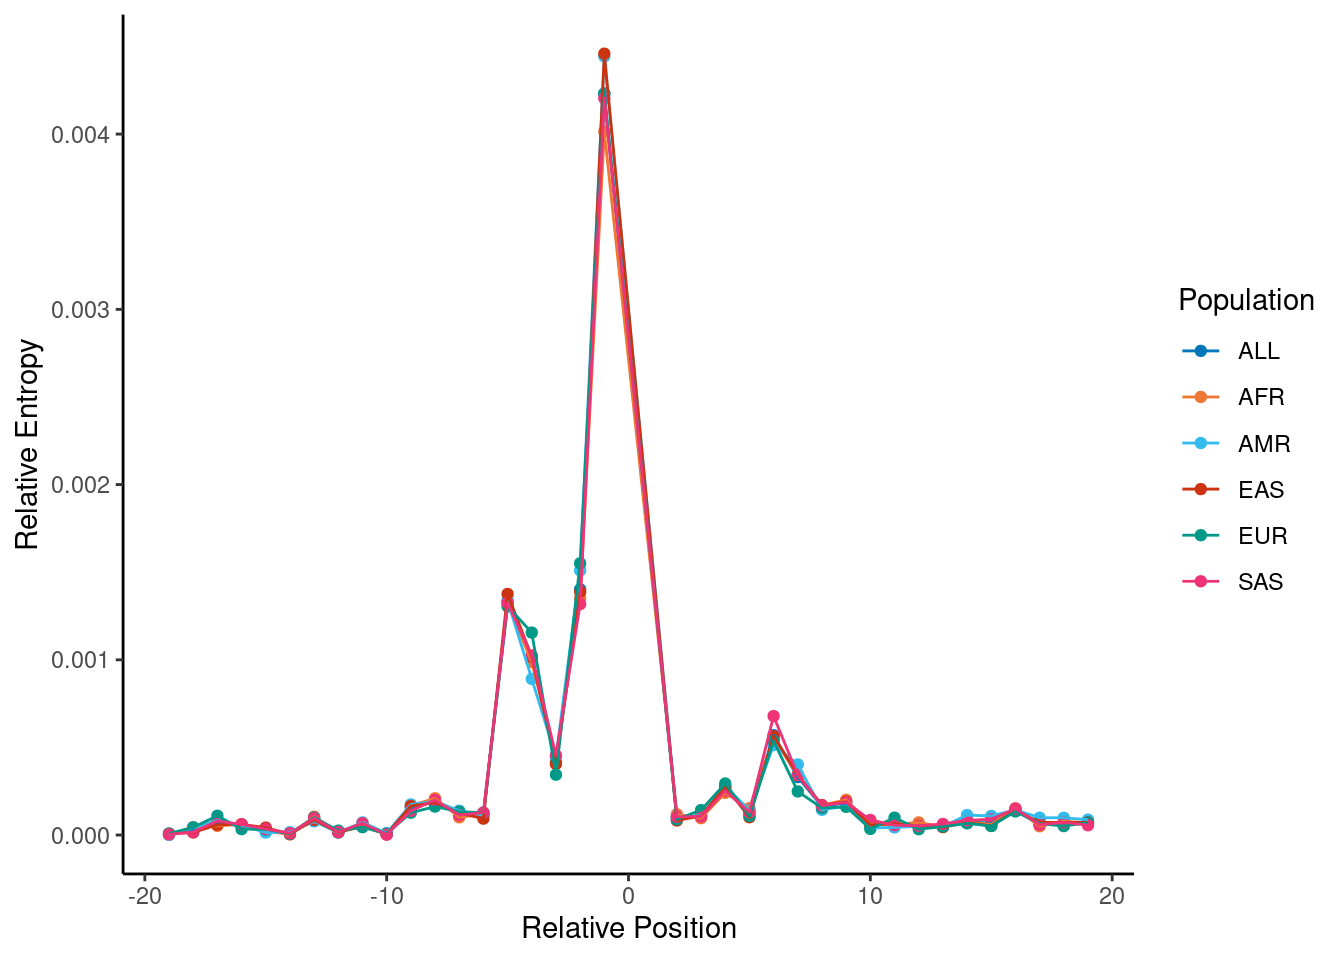 0.004
0.003
0.002
0.001
0.000
Relative Entropy
-20
-10
0
10
20
Relative Position
Population
ALL
AFR
AMR
EAS
EUR
SAS